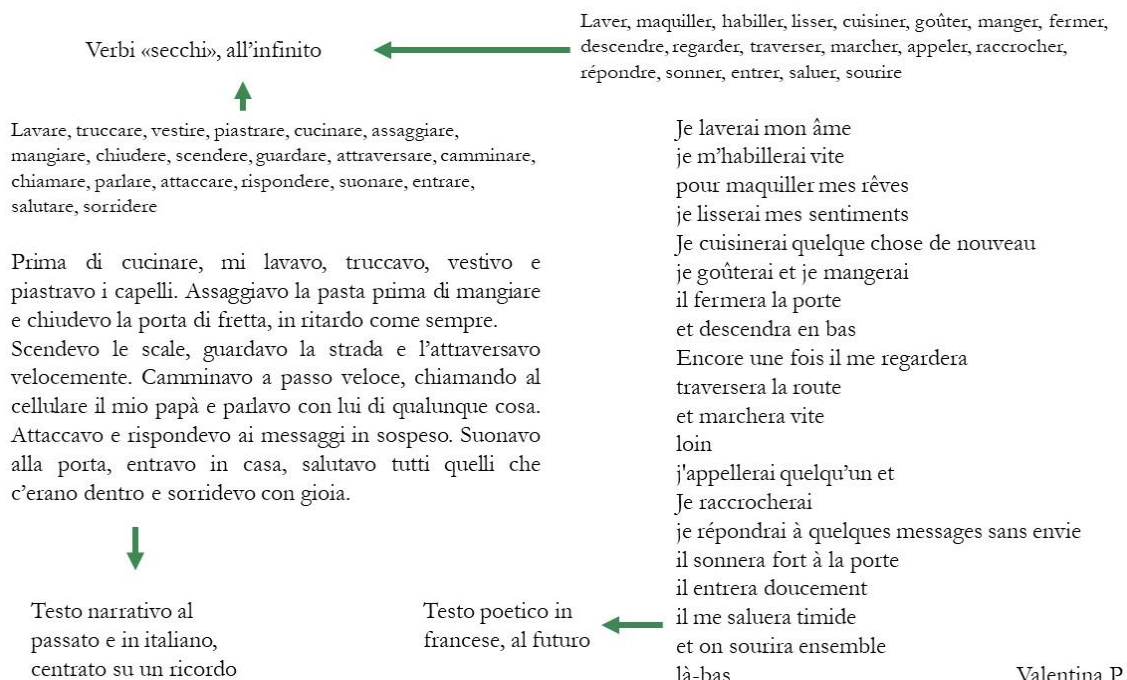 Verbi «secchi», all'infinito
Laver, maquiller, habiller, lisser, cuisiner, goûter, manger, fermer,
descendre, regarder, traverser, marcher, appeler, raccrocher,
répondre, sonner, entrer, saluer, sourire
Lavare, truccare, vestire, piastrare, cucinare, assaggiare,
mangiare, chiudere, scendere, guardare, attraversare, camminare,
chiamare, parlare, attaccare, rispondere, suonare, entrare,
salutare, sorridere
Prima di cucinare, mi lavavo, truccavo, vestivo e
piastravo i capelli. Assaggiavo la pasta prima di mangiare
e chiudevo la porta di fretta, in ritardo come sempre.
Scendevo le scale, guardavo la strada e l'attraversavo
velocemente. Camminavo a passo veloce, chiamando al
cellulare il mio papà e parlavo con lui di qualunque cosa.
Attaccavo e rispondevo ai messaggi in sospeso. Suonavo
alla porta, entravo in casa, salutavo tutti quelli che
c'erano dentro e sorridevo con gioia.
Testo narrativo al
passato e in italiano,
centrato su un ricordo
Testo poetico in
francese, al futuro
Je laverai mon âme
je m'habillerai vite
pour maquiller mes rêves
je lisserai mes sentiments
Je cuisinerai quelque chose de nouveau
je goûterai et je mangerai
il fermera la porte
et descendra en bas
Encore une fois il me regardera
traversera la route
et marchera vite
loin
j'appellerai quelqu'un et
Je raccrocherai
je répondrai à quelques messages sans envie
il sonnera fort à la porte
il entrera doucement
il me saluera timide
et on sourira ensemble
là-bas
Valentina P.